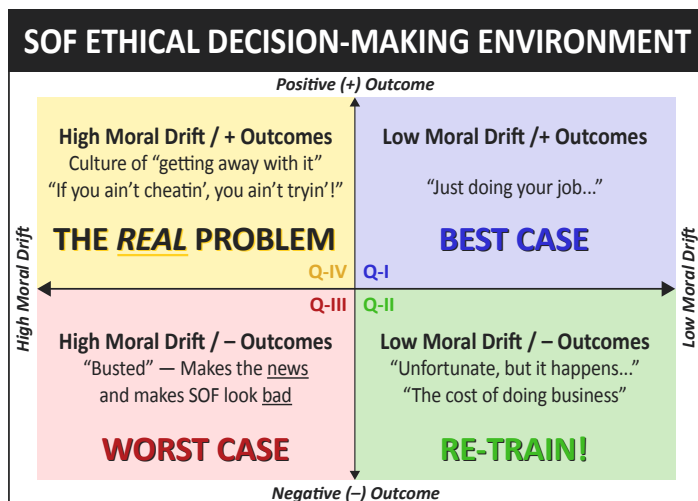 SOF ETHICAL DECISION-MAKING ENVIRONMENT
Positive (+) Outcome
High Moral Drift / + Outcomes
Culture of “getting away with it”
“If you ain’t cheatin’, you ain’t tryin’!”
THE REAL PROBLEM
Q-IV
Low Moral Drift /+ Outcomes
“Just doing your job...”
BEST CASE
Q-I
High Moral Drift
Low Moral Drift
Q-III
High Moral Drift / – Outcomes
“Busted” — Makes the news
and makes SOF look bad
WORST CASE
Q-II
Low Moral Drift / – Outcomes
“Unfortunate, but it happens...”
“The cost of doing business”
RE-TRAIN!
Negative (–) Outcome